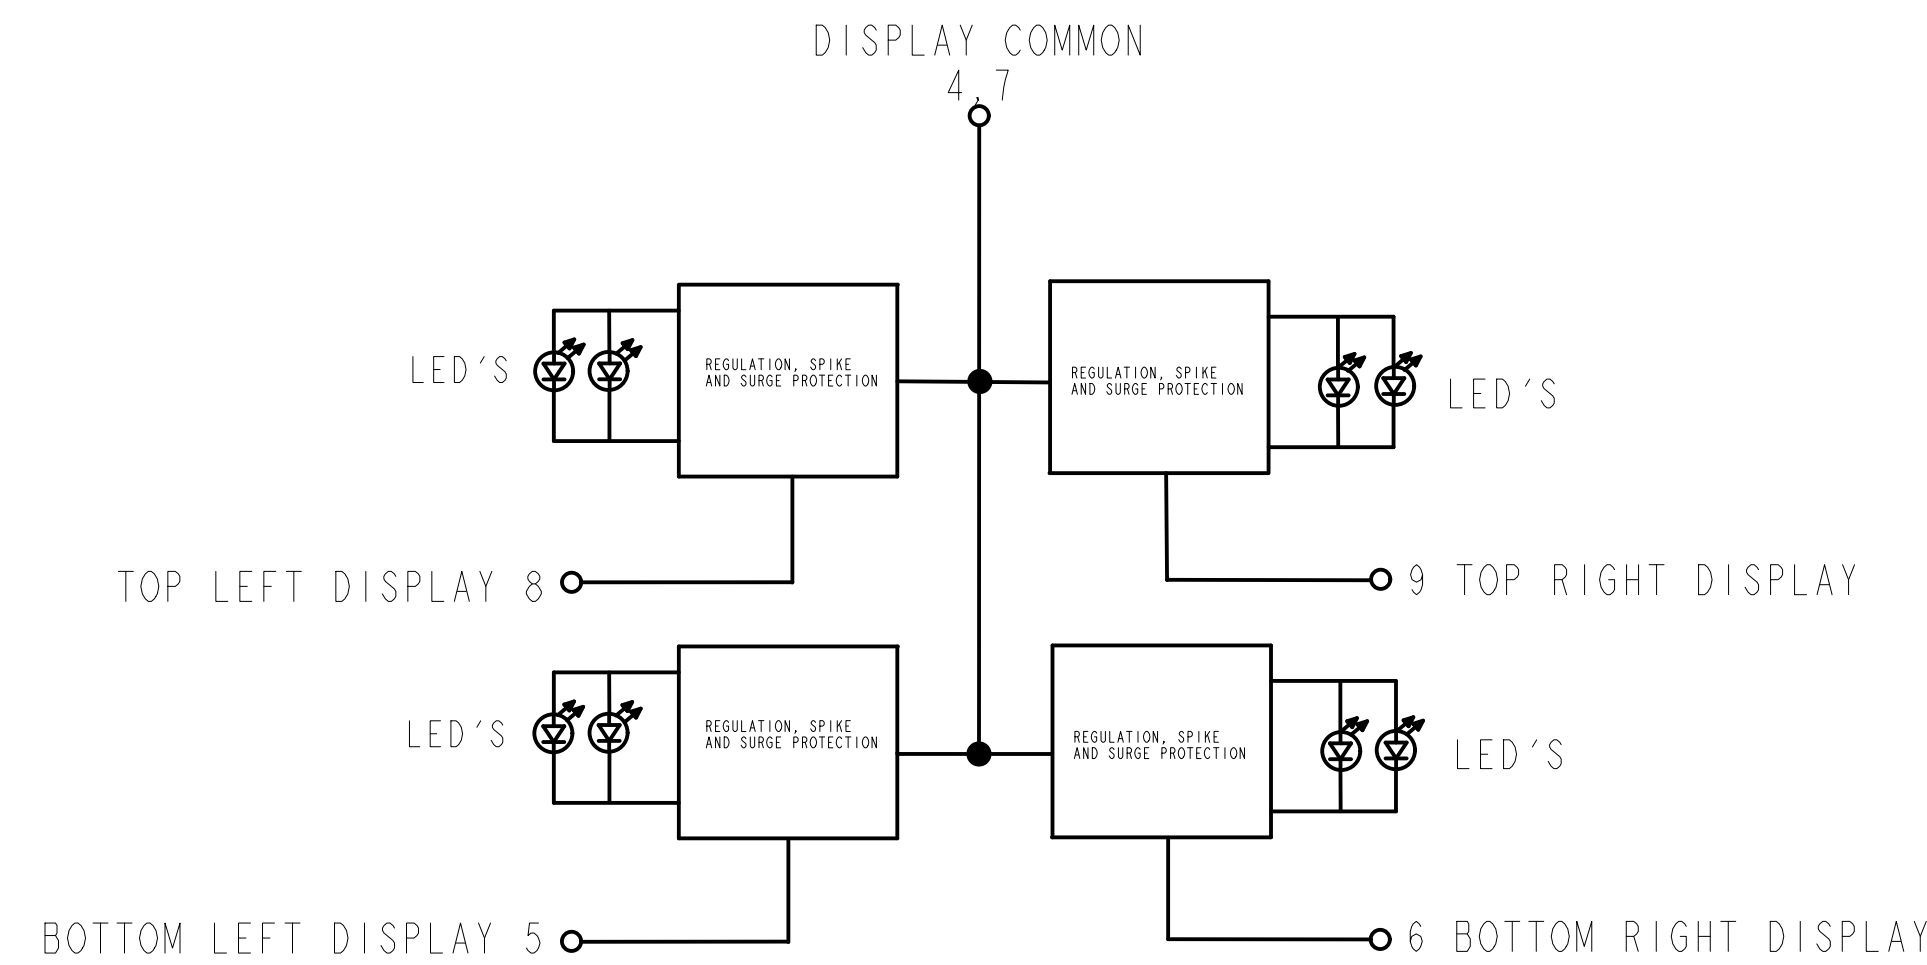 DISPLAY COMMON
4,7
LED'S
REGULATION, SPIKE
AND SURGE PROTECTION
REGULATION, SPIKE
AND SURGE PROTECTION
LED'S
TOP LEFT DISPLAY 8
9 TOP RIGHT DISPLAY
LED'S
REGULATION, SPIKE
AND SURGE PROTECTION
REGULATION, SPIKE
AND SURGE PROTECTION
LED'S
BOTTOM LEFT DISPLAY 5
6 BOTTOM RIGHT DISPLAY